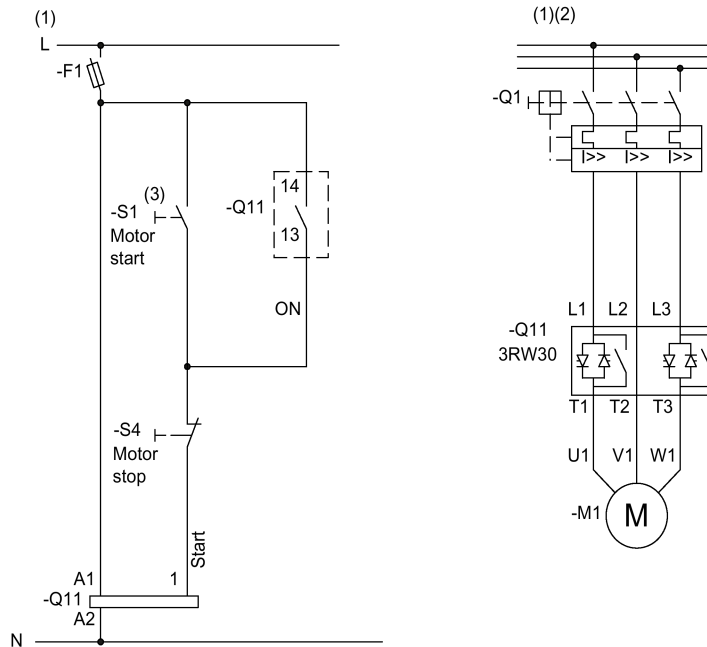 (1)
L
-F1
(3)
-S1
Motor
start
14
-Q11
13
ON
-S4
Motor
stop
Start
A1
1
-Q11
A2
N
(1)(2)
-Q1
I>> I>> I>>
L1 L2 L3
-Q11
3RW30
T1 T2 T3
U1 V1 W1
-M1
M